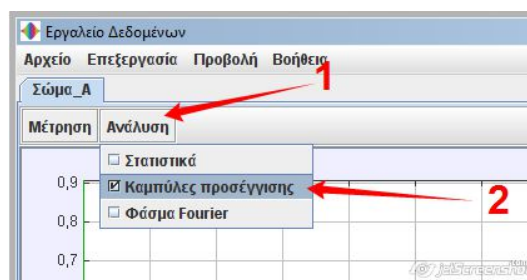 Εργαλείο Δεδομένων
Αρχείο Επεξεργασία Προβολή Βοήθεια
1
Σώμα_Α
Μέτρηση Ανάλυση
Στατιστικά
Καμπύλες προσέγγισης
2
Φάσμα Fourier
0,9
0,8
0,7